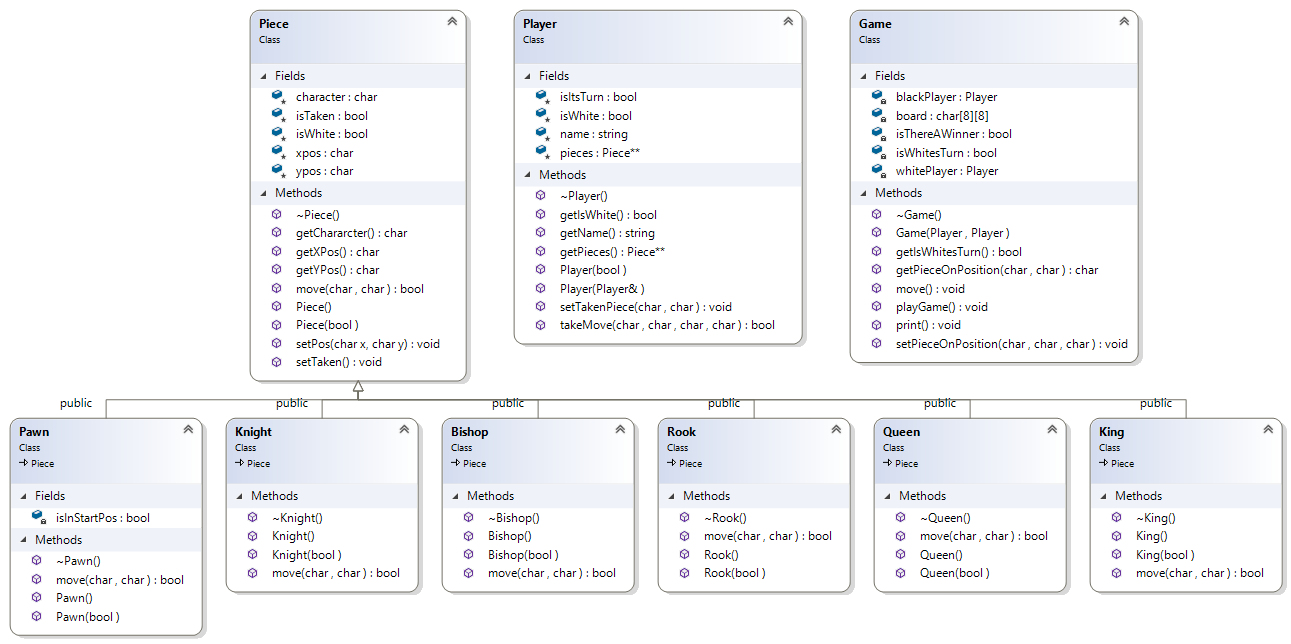 Piece
Class
Fields
character : char
isTaken : bool
isWhite : bool
xpos : char
ypos : char
Methods
~Piece()
getChararcter() : char
getXPos() : char
getYPos() : char
move(char , char ) : bool
Piece()
Piece(bool )
setPos(char x, char y) : void
setTaken() : void
Player
Class
Fields
isItsTurn : bool
isWhite : bool
name : string
pieces : Piece**
Methods
~Player()
getIsWhite() : bool
getName() : string
getPieces() : Piece**
Player(bool )
Player(Player& )
setTakenPiece(char , char ) : void
takeMove(char , char , char , char ) : bool
Game
Class
Fields
blackPlayer : Player
board : char[8][8]
isThereAWinner : bool
isWhitesTurn : bool
whitePlayer : Player
Methods
~Game()
Game(Player , Player )
getIsWhitesTurn() : bool
getPieceOnPosition(char , char ) : char
move() : void
playGame() : void
print() : void
setPieceOnPosition(char , char , char ) : void
public
public
public
public
public
public
Pawn
Class
Piece
Fields
isInStartPos : bool
Methods
~Pawn()
move(char , char ) : bool
Pawn()
Pawn(bool )
Knight
Class
Piece
Methods
~Knight()
Knight()
Knight(bool )
move(char , char ) : bool
Bishop
Class
Piece
Methods
~Bishop()
Bishop()
Bishop(bool )
move(char , char ) : bool
Rook
Class
Piece
Methods
~Rook()
move(char , char ) : bool
Rook()
Rook(bool )
Queen
Class
Piece
Methods
~Queen()
move(char , char ) : bool
Queen()
Queen(bool )
King
Class
Piece
Methods
~King()
King()
King(bool )
move(char , char ) : bool